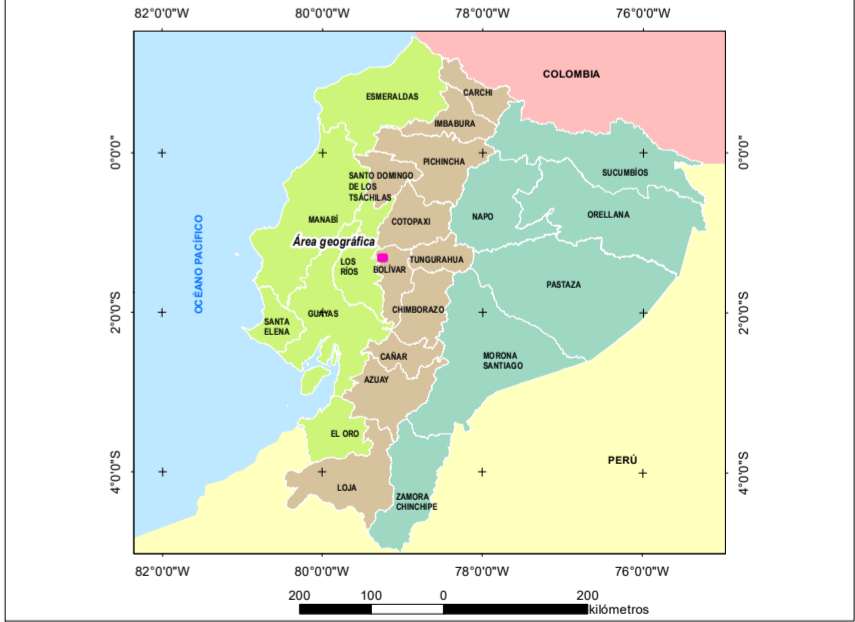 82°0'0"W 80°0'0"W 78°0'0"W 76°0'0"W
COLOMBIA
CARCHI
ESMERALDAS
IMBABURA
0°0'0"
PICHINCHA
0°0'0"
SANTO DOMINGO
DE LOS
TSÁCHILAS
SUCUMBÍOS
MANABÍ
COTOPAXI
NAPO
ORELLANA
OCÉANO PACÍFICO
Área geográfica
LOS
RÍOS
BOLÍVAR
TUNGURAHUA
PASTAZA
2°0'0"S
SANTA
ELENA
GUAYAS
CHIMBORAZO
2°0'0"S
CAÑAR
MORONA
SANTIAGO
AZUAY
EL ORO
PERÚ
4°0'0"S
LOJA
4°0'0"S
ZAMORA
CHINCHIPE
82°0'0"W 80°0'0"W 78°0'0"W 76°0'0"W
200 100 0 200
kilómetros